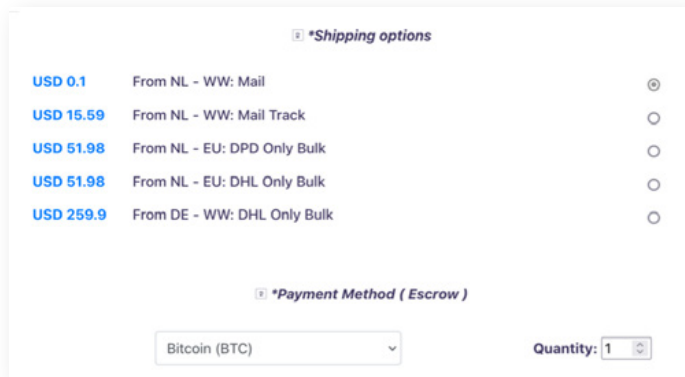 *Shipping options
USD 0.1 From NL - WW: Mail
USD 15.59 From NL - WW: Mail Track
USD 51.98 From NL - EU: DPD Only Bulk
USD 51.98 From NL - EU: DHL Only Bulk
USD 259.9 From DE - WW: DHL Only Bulk
*Payment Method ( Escrow )
Bitcoin (BTC) Quantity: 1